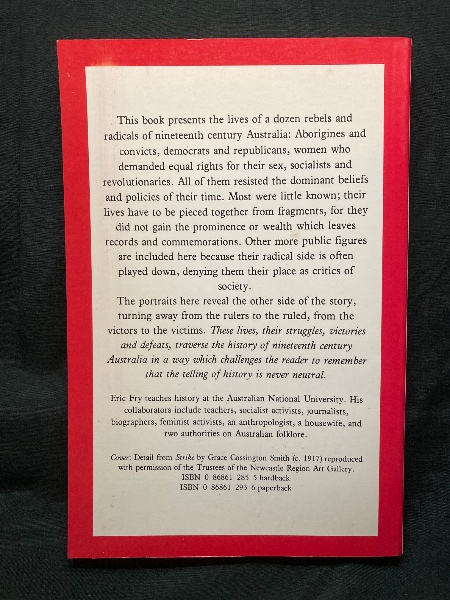 This book presents the lives of a dozen rebels and
radicals of nineteenth century Australia: Aborigines and
convicts, democrats and republicans, women who
demanded equal rights for their sex, socialists and
revolutionaries. All of them resisted the dominant beliefs
and policies of their time. Most were little known; their
lives have to be pieced together from fragments, for they
did not gain the prominence or wealth which leaves
records and commemorations. Other more public figures
are included here because their radical side is often
played down, denying them their place as critics of
society.
The portraits here reveal the other side of the story,
turning away from the rulers to the ruled, from the
victors to the victims. These lives, their struggles, victories
and defeats, traverse the history of nineteenth century
Australia in a way which challenges the reader to remember
that the telling of history is never neutral.
Eric Fry teaches history at the Australian National University. His
collaborators include teachers, socialist activists, journalists,
biographers, feminist activists, an anthropologist, a housewife, and
two authorities on Australian folklore.
Cover: Detail from Strike by Grace Cossington Smith (c. 1917) reproduced
with permission of the Trustees of the Newcastle Region Art Gallery.
ISBN 0 86861 285 5 hardback
ISBN 0 86861 293 6 paperback